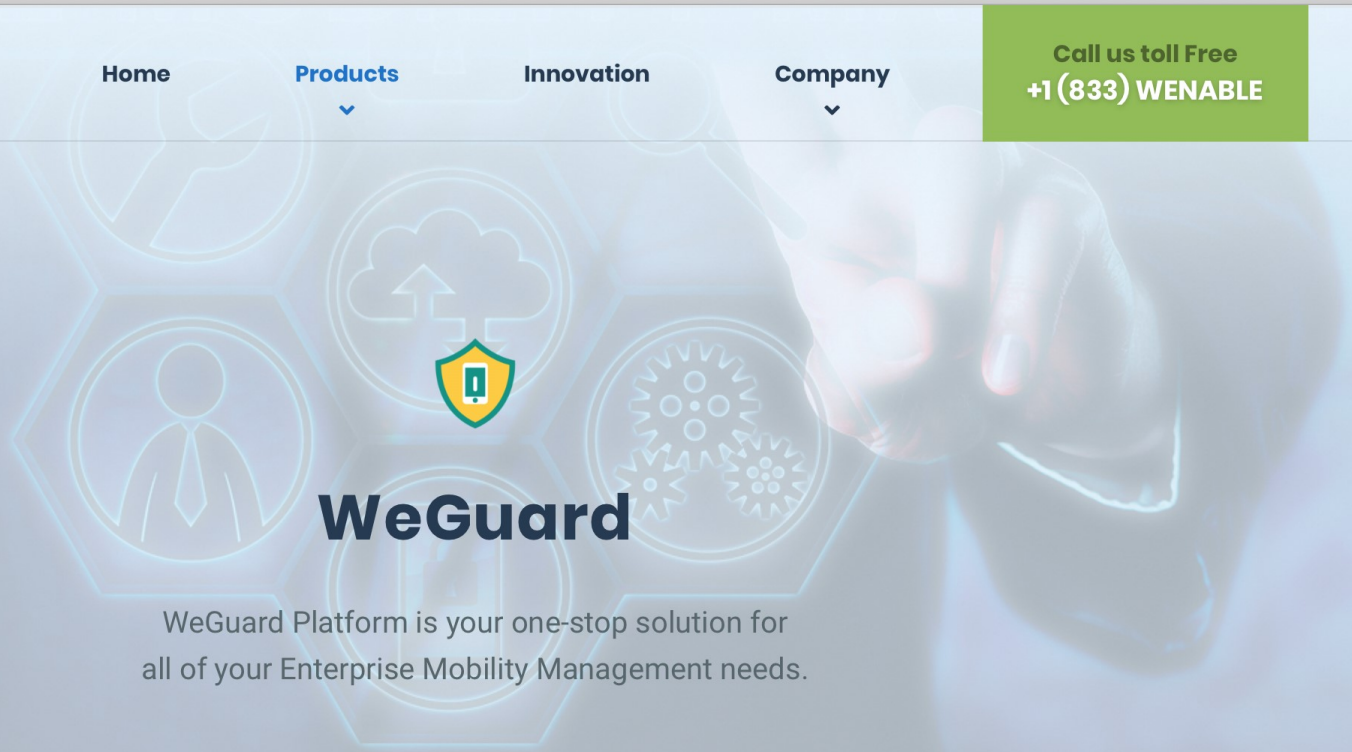 Home
Products
Innovation
Company
Call us toll Free
+1 (833) WENABLE
WeGuard
WeGuard Platform is your one-stop solution for
all of your Enterprise Mobility Management needs.